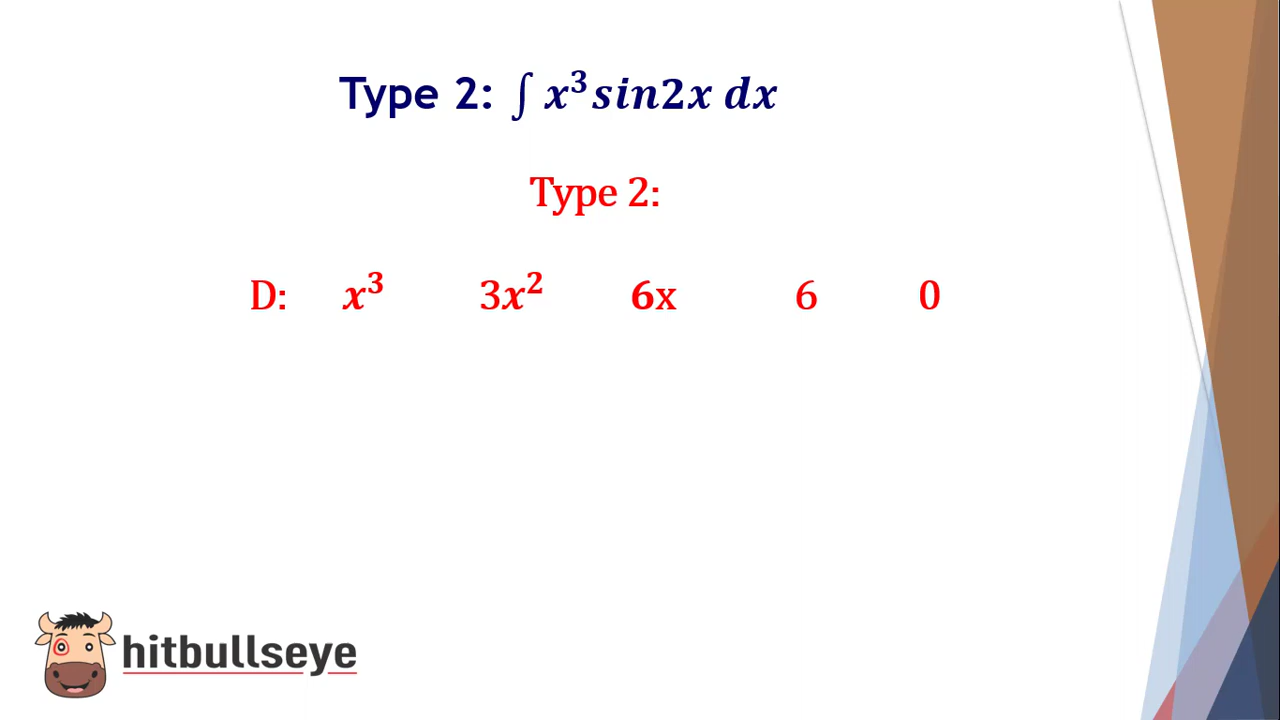 Type 2: ∫ x³sin2x dx
Type 2:
D: x³ 3x² 6x 6 0
hitbullseye